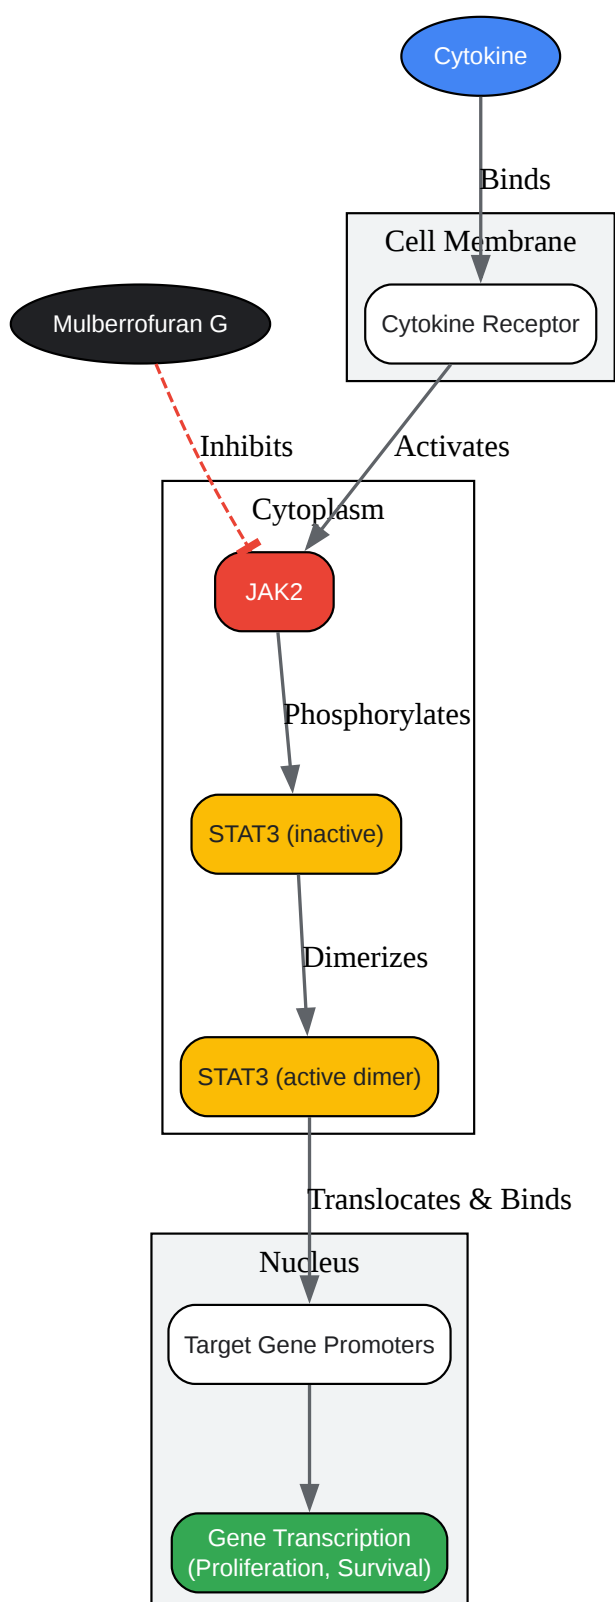 Cytokine
Binds
Cell Membrane
Cytokine Receptor
Mulberrofuran G
Inhibits
Activates
Cytoplasm
JAK2
Phosphorylates
STAT3 (inactive)
Dimerizes
STAT3 (active dimer)
Translocates & Binds
Nucleus
Target Gene Promoters
Gene Transcription
(Proliferation, Survival)